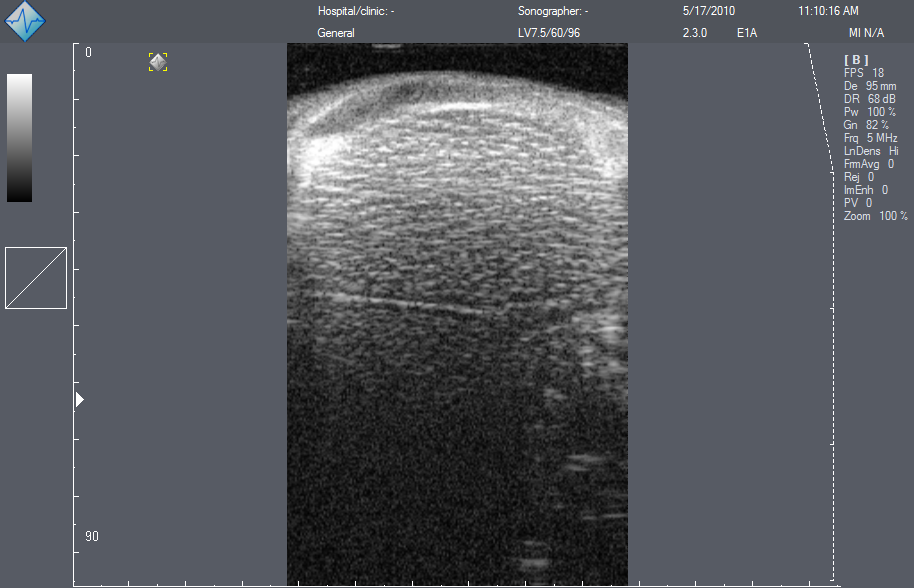 Hospital/clinic: - Sonographer: - 5/17/2010 11:10:16 AM
General LV7.5/60/96 2.3.0 E1A MI N/A
0
[ B ]
FPS 18
De 95 mm
DR 68 dB
Pw 100 %
Gn 82 %
Frq 5 MHz
LnDens Hi
FrmAvg 0
Rej 0
ImEnh 0
PV 0
Zoom 100 %
90